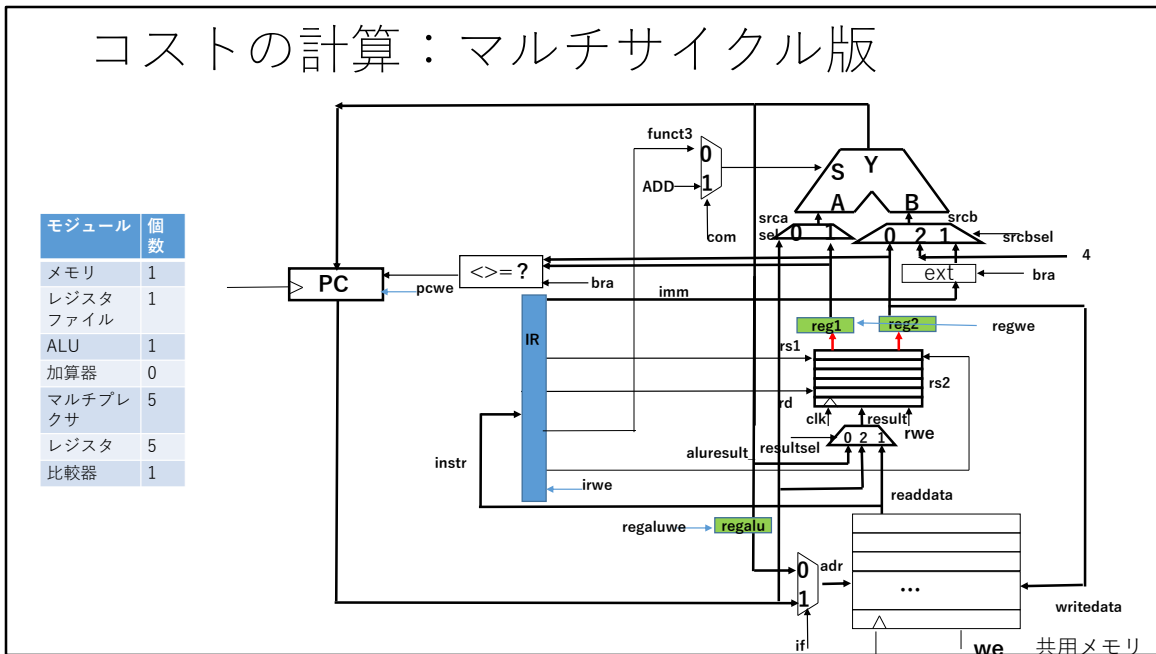 コストの計算：マルチサイクル版
モジュール 個数
メモリ 1
レジスタファイル 1
ALU 1
加算器 0
マルチプレクサ 5
レジスタ 5
比較器 1
funct3
0
ADD
1
com
S Y
A B
srca
sel
0 1
srcb
0 2 1
srcbsel
4
ext
bra
PC
pcwe
<>=？
bra
imm
IR
reg1
reg2
regwe
rs1
rs2
rd
clk
result
rwe
resultsel
0 2 1
aluresult
instr
irwe
readdata
regaluwe
regalu
0
adr
1
…
writedata
if
we
共用メモリ